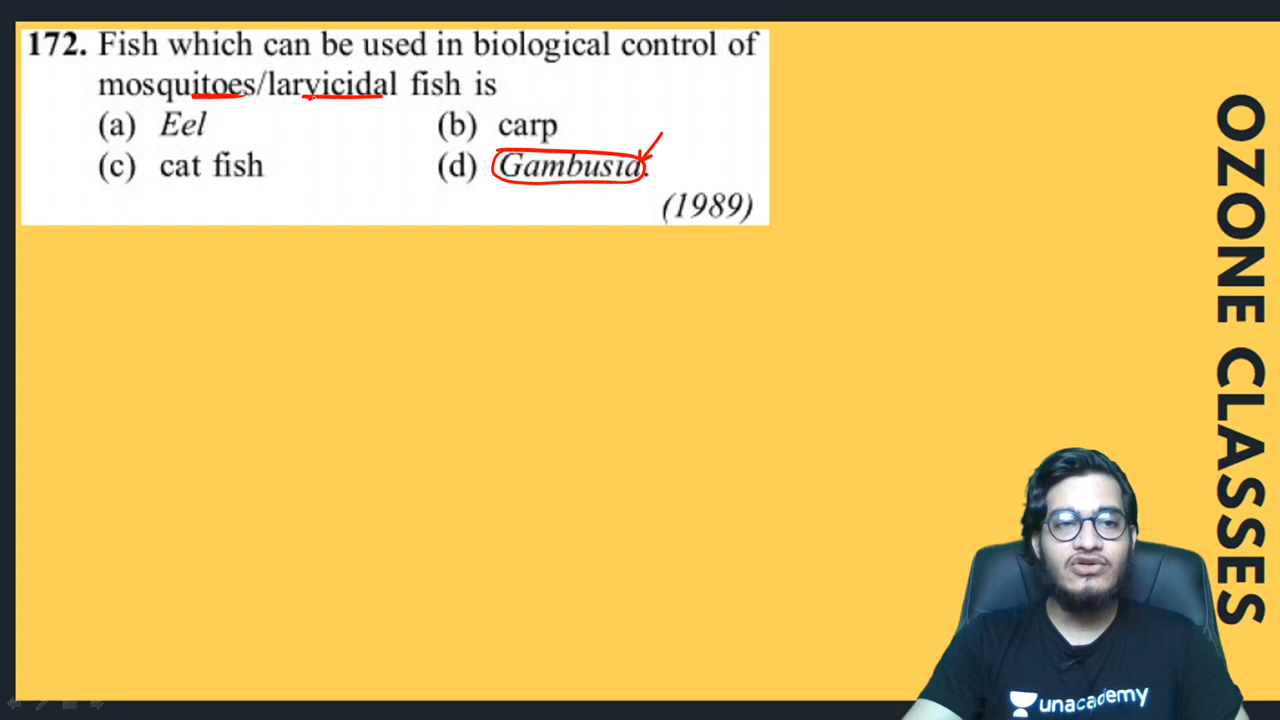 172. Fish which can be used in biological control of
mosquitoes/larvicidal fish is
(a) Eel (b) carp
(c) cat fish (d) Gambusia.
(1989)
OZONE CLASSES
unacademy